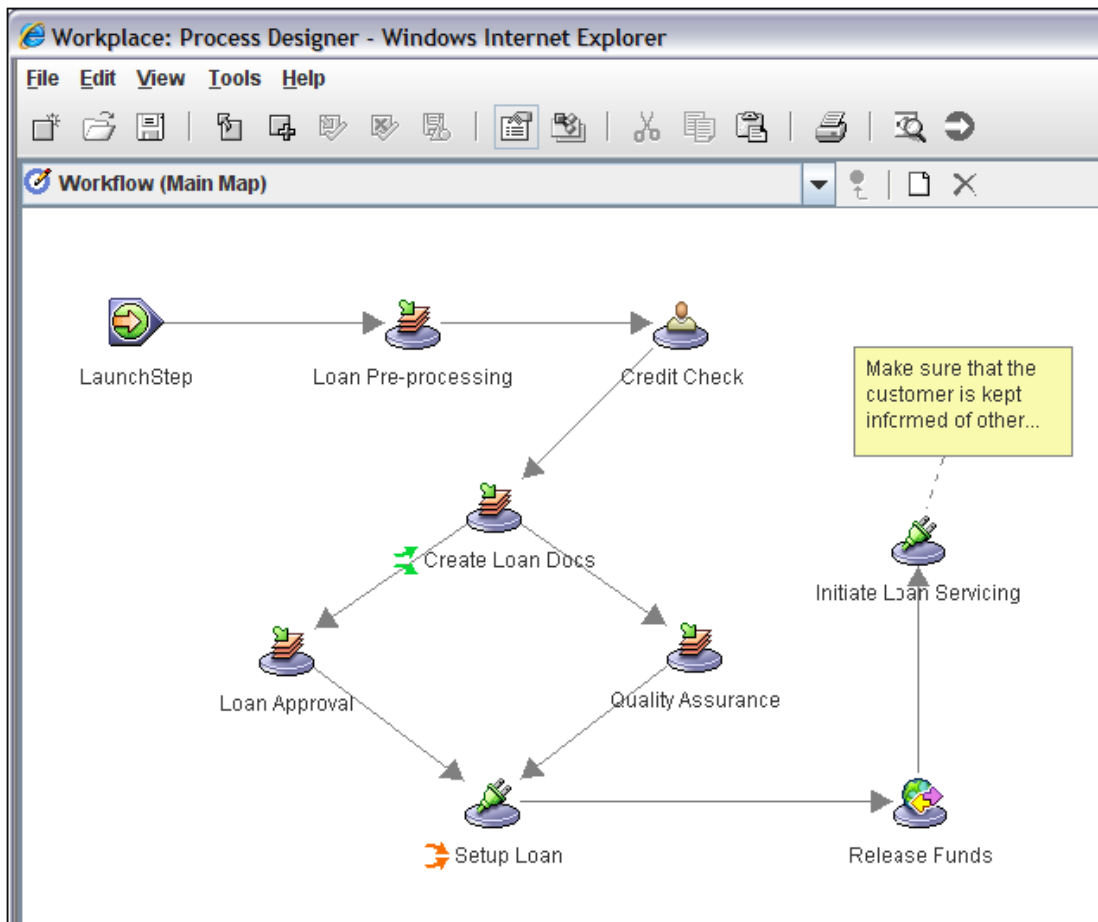 Workplace: Process Designer - Windows Internet Explorer
File Edit View Tools Help
Workflow (Main Map)
LaunchStep
Loan Pre-processing
Credit Check
Make sure that the
customer is kept
informed of other...
Create Loan Docs
Initiate Loan Servicing
Loan Approval
Quality Assurance
Setup Loan
Release Funds